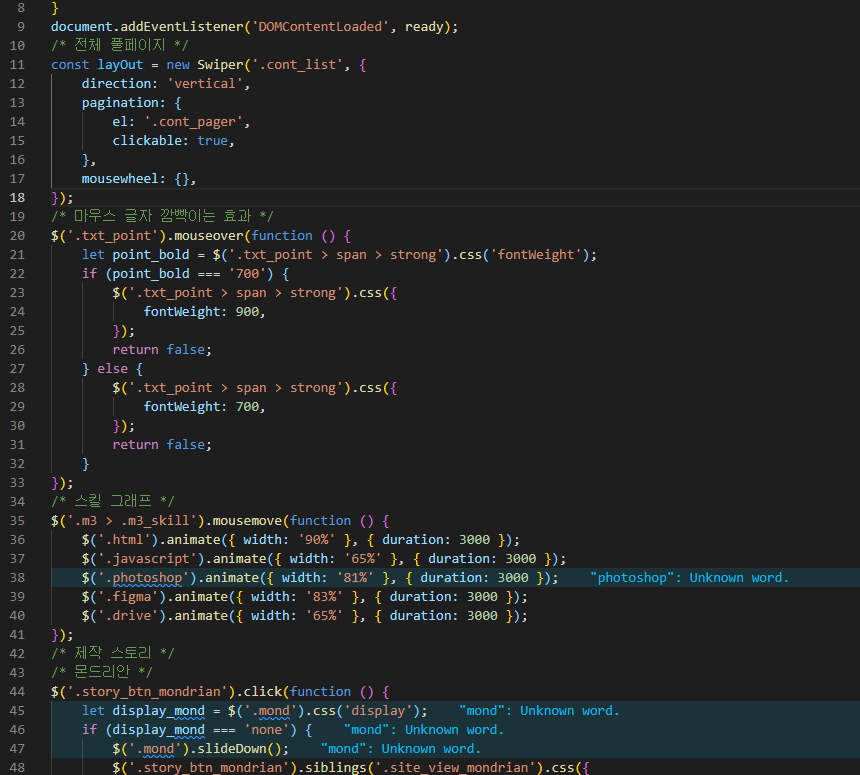 8 }
9 document.addEventListener('DOMContentLoaded', ready);
10 /* 전체 풀페이지 */
11 const layOut = new Swiper('.cont_list', {
12     direction: 'vertical',
13     pagination: {
14         el: '.cont_pager',
15         clickable: true,
16     },
17     mousewheel: {},
18 });
19 /* 마우스 글자 깜빡이는 효과 */
20 $('.txt_point').mouseover(function () {
21     let point_bold = $('.txt_point > span > strong').css('fontWeight');
22     if (point_bold === '700') {
23         $('.txt_point > span > strong').css({
24             fontWeight: 900,
25         });
26         return false;
27     } else {
28         $('.txt_point > span > strong').css({
29             fontWeight: 700,
30         });
31         return false;
32     }
33 });
34 /* 스킬 그래프 */
35 $('.m3 > .m3_skill').mousemove(function () {
36     $('.html').animate({ width: '90%' }, { duration: 3000 });
37     $('.javascript').animate({ width: '65%' }, { duration: 3000 });
38     $('.photoshop').animate({ width: '81%' }, { duration: 3000 });    "photoshop": Unknown word.
39     $('.figma').animate({ width: '83%' }, { duration: 3000 });
40     $('.drive').animate({ width: '65%' }, { duration: 3000 });
41 });
42 /* 제작 스토리 */
43 /* 몬드리안 */
44 $('.story_btn_mondrian').click(function () {
45     let display_mond = $('.mond').css('display');    "mond": Unknown word.
46     if (display_mond === 'none') {    "mond": Unknown word.
47         $('.mond').slideDown();    "mond": Unknown word.
48         $('.story_btn_mondrian').siblings('.site_view_mondrian').css({